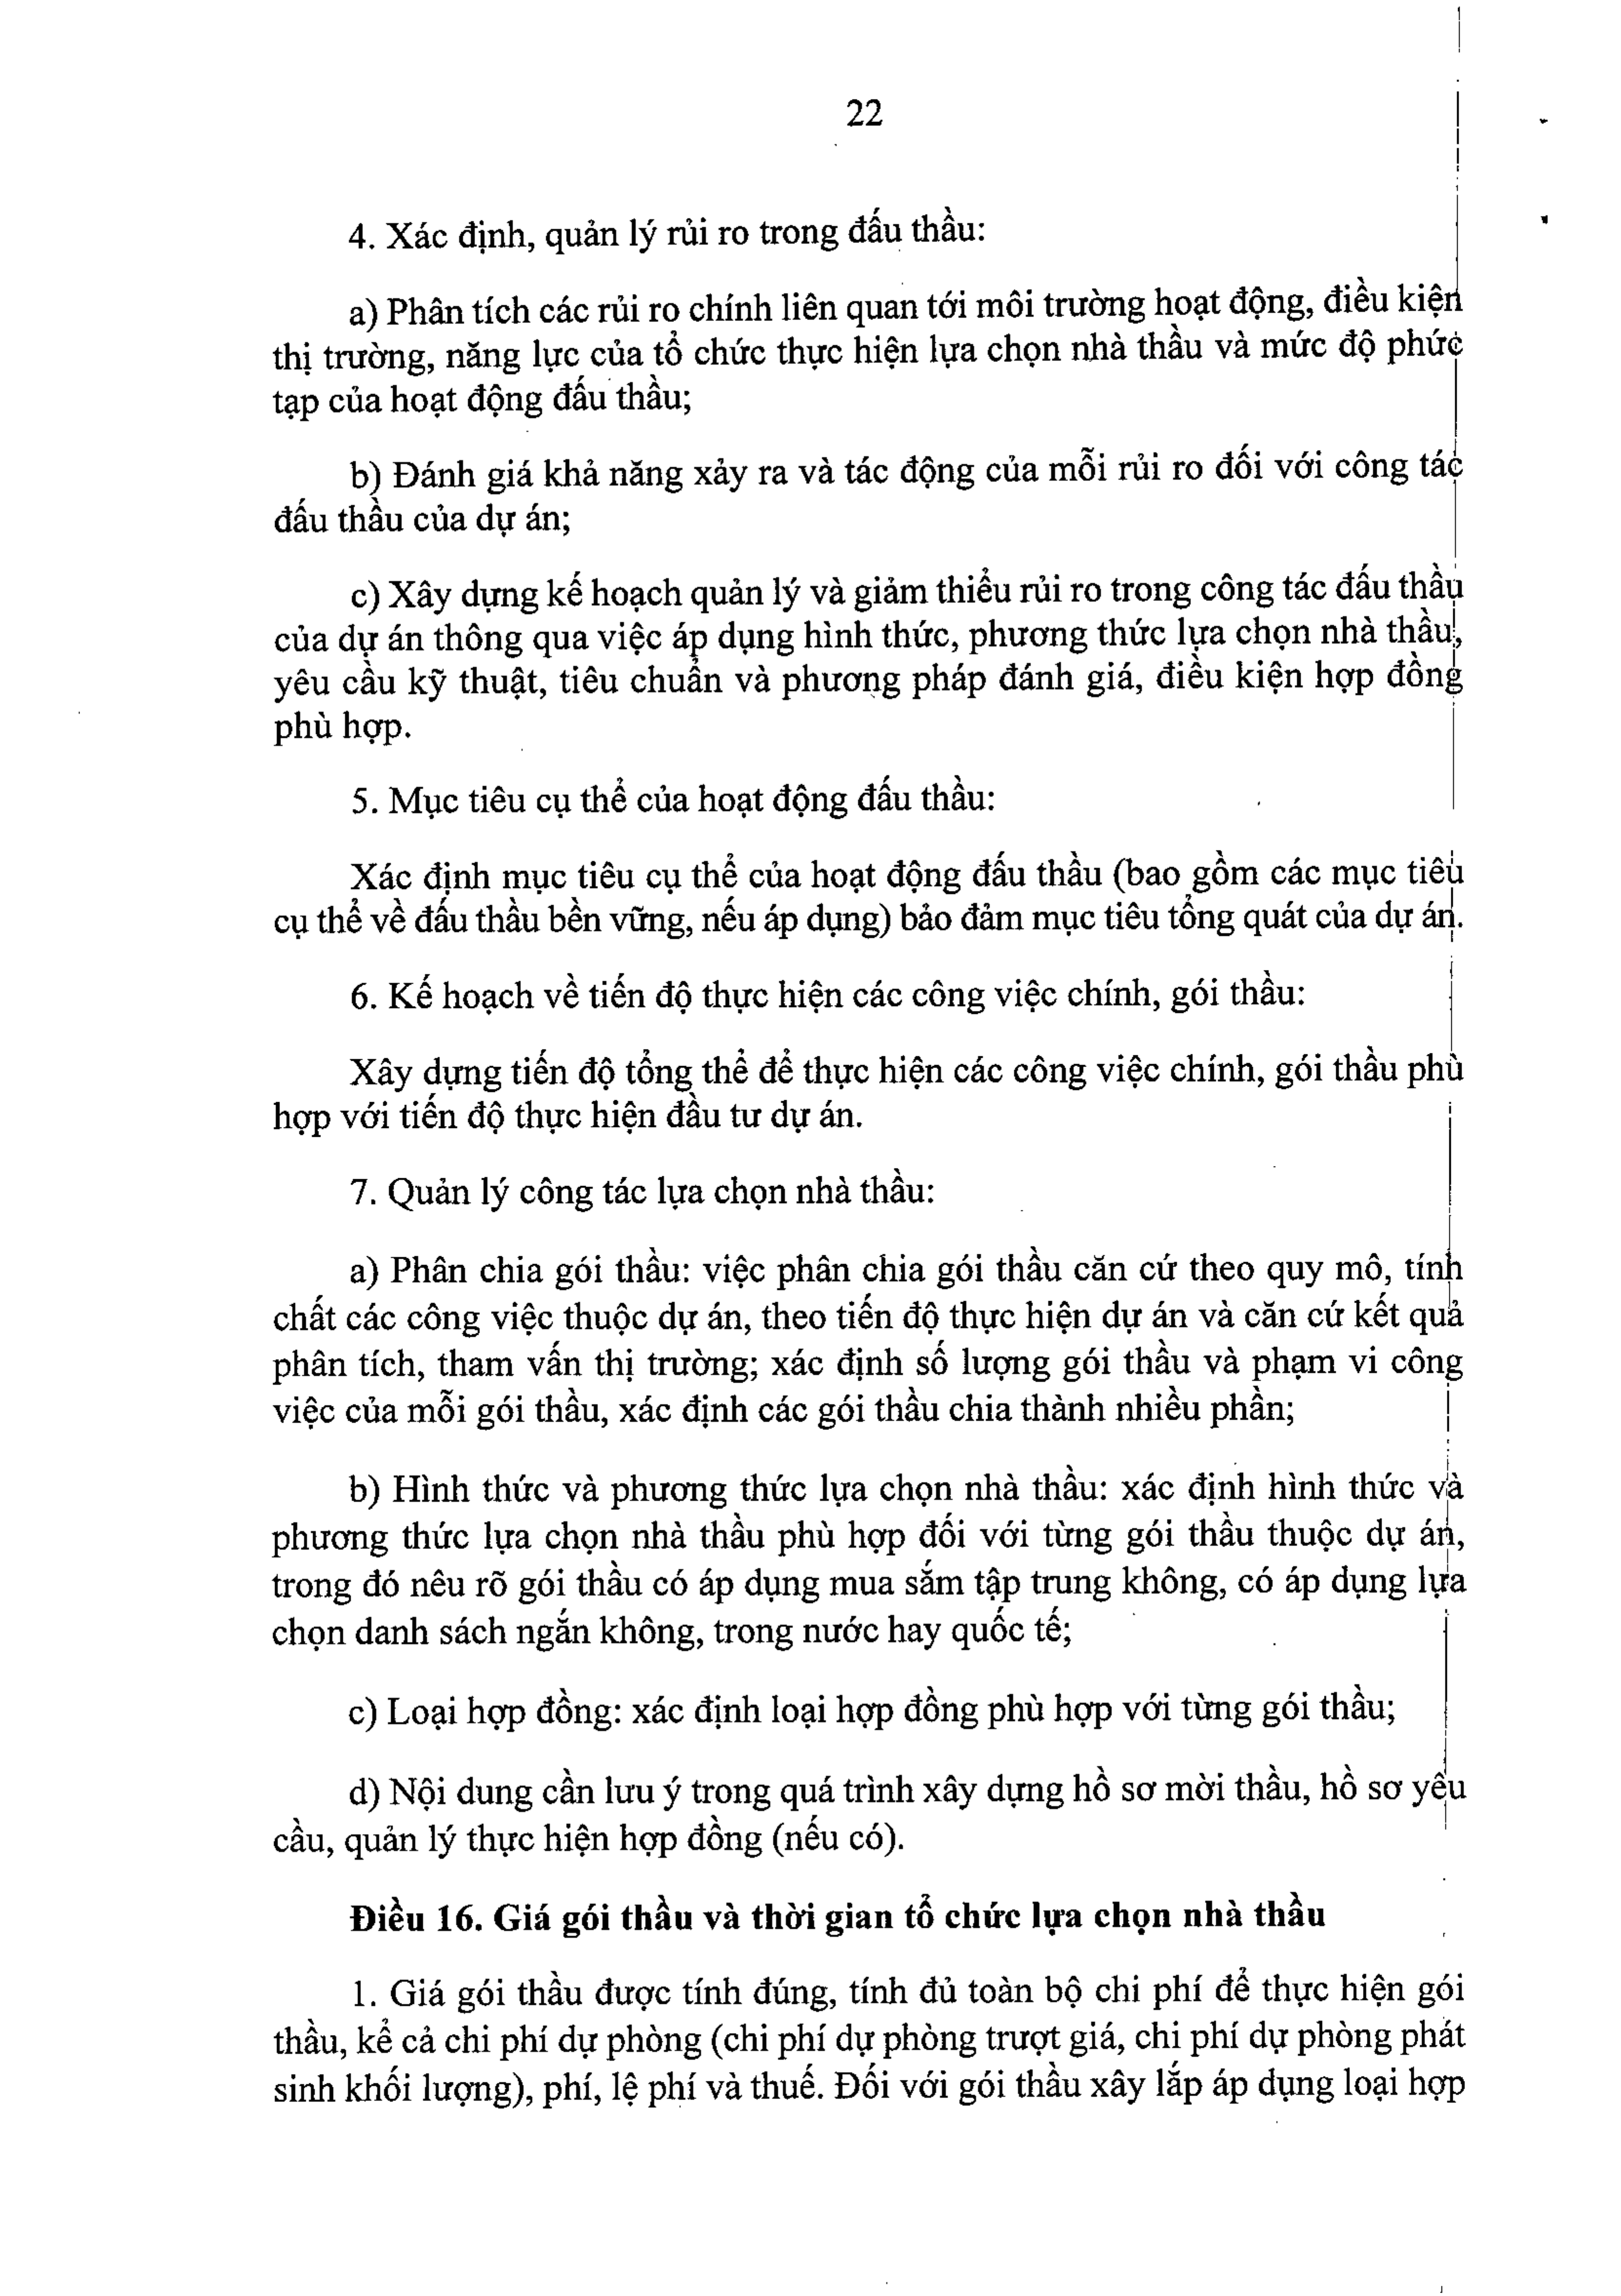 22
4. Xác định, quản lý rủi ro trong đấu thầu:
a) Phân tích các rủi ro chính liên quan tới môi trường hoạt động, điều kiện
thị trường, năng lực của tổ chức thực hiện lựa chọn nhà thầu và mức độ phức
tạp của hoạt động đấu thầu;
b) Đánh giá khả năng xảy ra và tác động của mỗi rủi ro đối với công tác
đấu thầu của dự án;
c) Xây dựng kế hoạch quản lý và giảm thiểu rủi ro trong công tác đấu thầu
của dự án thông qua việc áp dụng hình thức, phương thức lựa chọn nhà thầu,
yêu cầu kỹ thuật, tiêu chuẩn và phương pháp đánh giá, điều kiện hợp đồng
phù hợp.
5. Mục tiêu cụ thể của hoạt động đấu thầu:
Xác định mục tiêu cụ thể của hoạt động đấu thầu (bao gồm các mục tiêu
cụ thể về đấu thầu bền vững, nếu áp dụng) bảo đảm mục tiêu tổng quát của dự án.
6. Kế hoạch về tiến độ thực hiện các công việc chính, gói thầu:
Xây dựng tiến độ tổng thể để thực hiện các công việc chính, gói thầu phù
hợp với tiến độ thực hiện đầu tư dự án.
7. Quản lý công tác lựa chọn nhà thầu:
a) Phân chia gói thầu: việc phân chia gói thầu căn cứ theo quy mô, tính
chất các công việc thuộc dự án, theo tiến độ thực hiện dự án và căn cứ kết quả
phân tích, tham vấn thị trường; xác định số lượng gói thầu và phạm vi công
việc của mỗi gói thầu, xác định các gói thầu chia thành nhiều phần;
b) Hình thức và phương thức lựa chọn nhà thầu: xác định hình thức và
phương thức lựa chọn nhà thầu phù hợp đối với từng gói thầu thuộc dự án,
trong đó nêu rõ gói thầu có áp dụng mua sắm tập trung không, có áp dụng lựa
chọn danh sách ngắn không, trong nước hay quốc tế;
c) Loại hợp đồng: xác định loại hợp đồng phù hợp với từng gói thầu;
d) Nội dung cần lưu ý trong quá trình xây dựng hồ sơ mời thầu, hồ sơ yêu
cầu, quản lý thực hiện hợp đồng (nếu có).
Điều 16. Giá gói thầu và thời gian tổ chức lựa chọn nhà thầu
1. Giá gói thầu được tính đúng, tính đủ toàn bộ chi phí để thực hiện gói
thầu, kể cả chi phí dự phòng (chi phí dự phòng trượt giá, chi phí dự phòng phát
sinh khối lượng), phí, lệ phí và thuế. Đối với gói thầu xây lắp áp dụng loại hợp